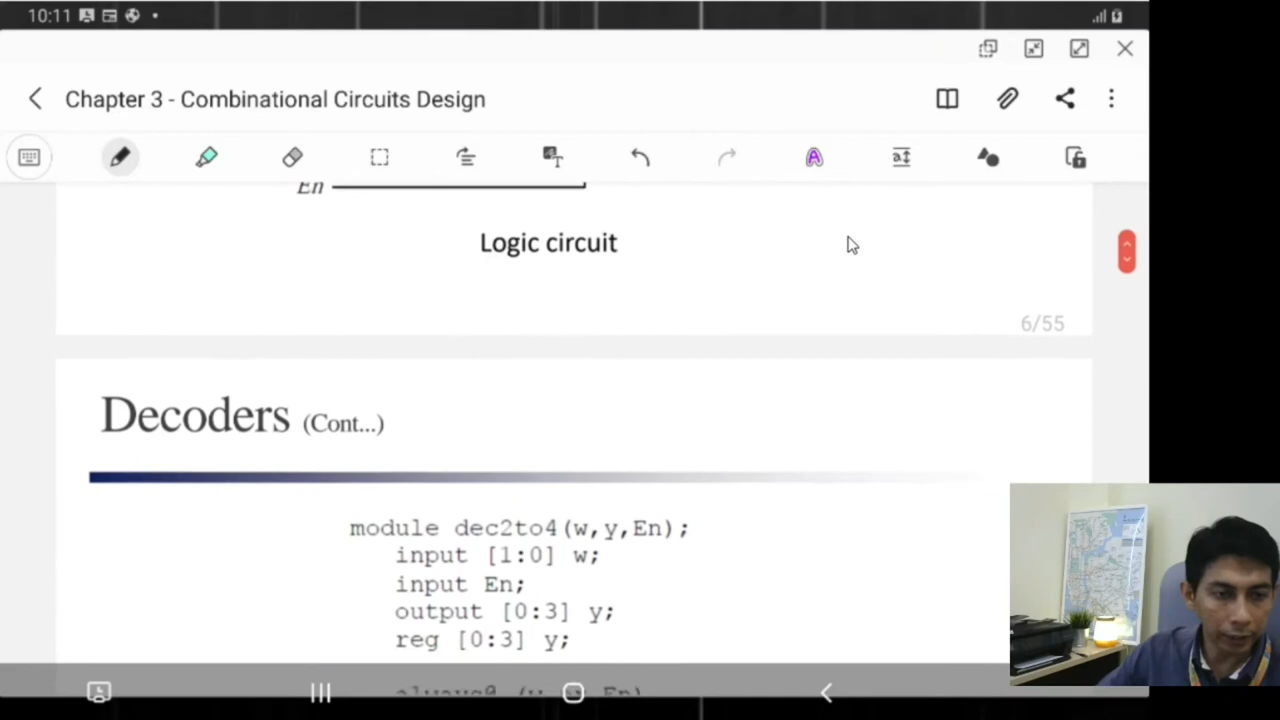 10:11
Chapter 3 - Combinational Circuits Design
En
Logic circuit
6/55
Decoders (Cont...)
module dec2to4(w,y,En);
input [1:0] w;
input En;
output [0:3] y;
reg [0:3] y;
En)